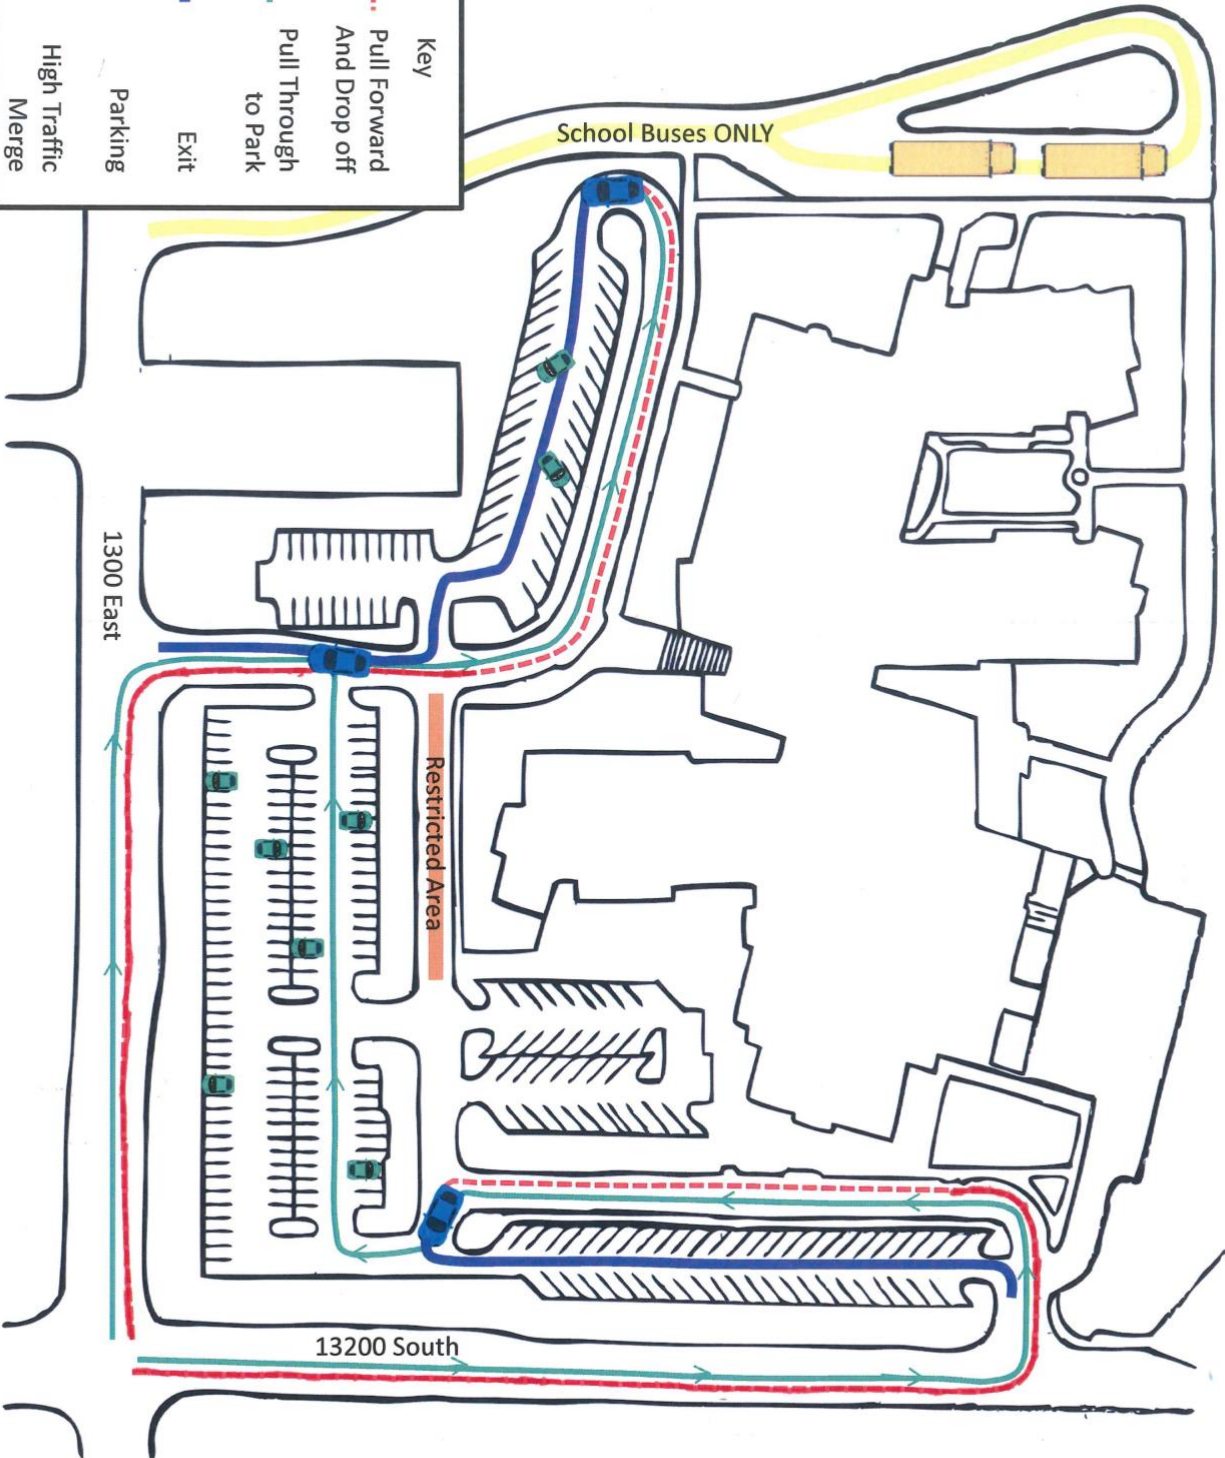 School Buses ONLY
Key
Pull Forward
And Drop off
Pull Through
to Park
Exit
Parking
High Traffic
Merge
1300 East
Restricted Area
13200 South